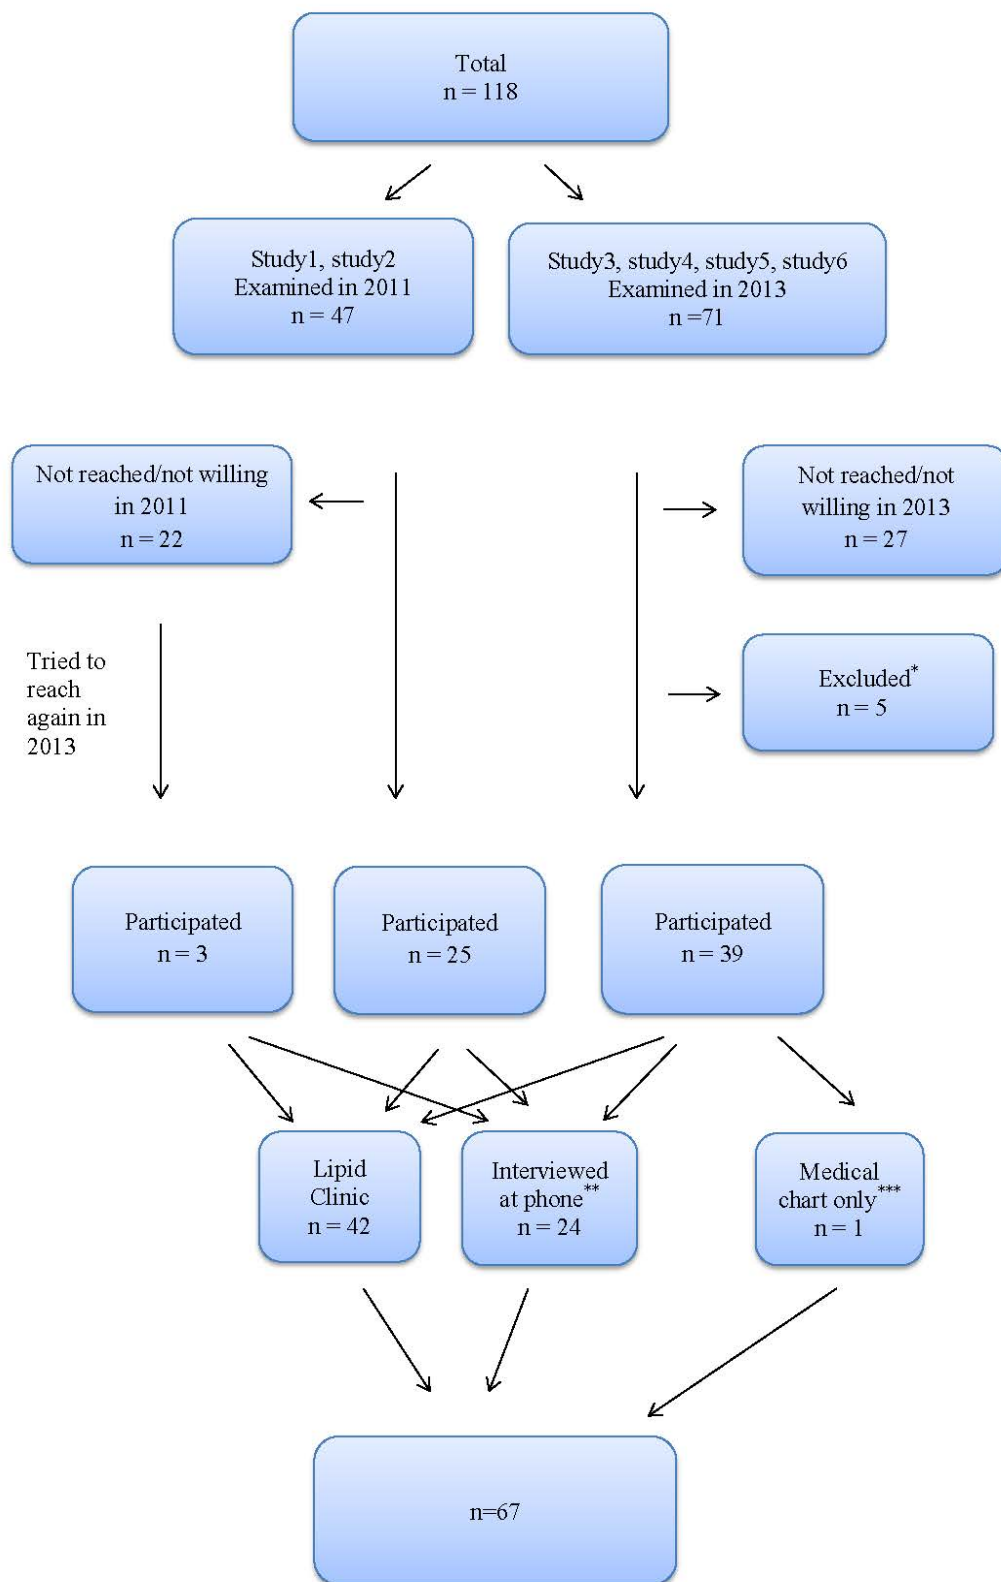 Total
n = 118
Study1, study2
Examined in 2011
n = 47
Study3, study4, study5, study6
Examined in 2013
n =71
Not reached/not willing
in 2011
n = 22
Not reached/not
willing in 2013
n = 27
Tried to
reach
again in
2013
Excluded*
n = 5
Participated
n = 3
Participated
n = 25
Participated
n = 39
Lipid
Clinic
n = 42
Interviewed
at phone**
n = 24
Medical
chart only***
n = 1
n=67